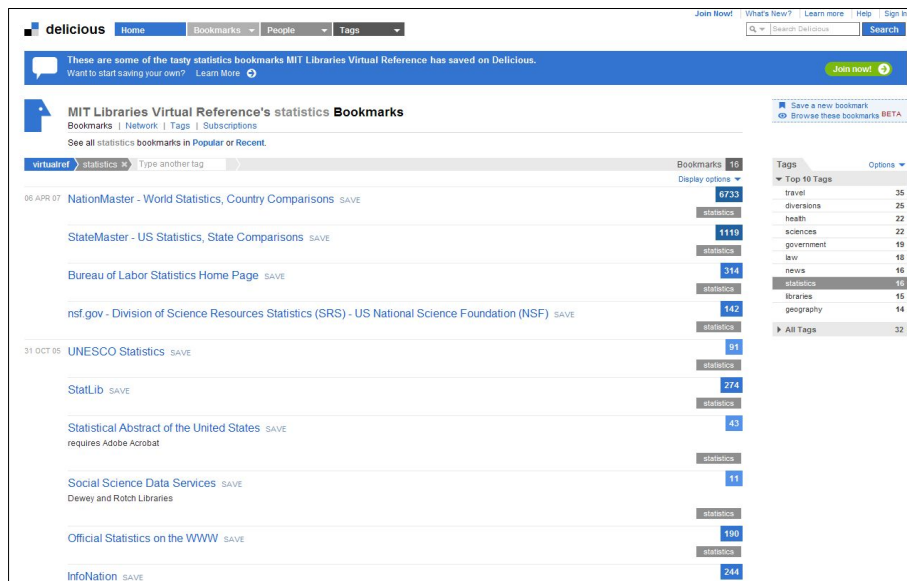 Join Now! What's New? Learn more Help Sign In
delicious Home Bookmarks People Tags Search Delicious Search
These are some of the tasty statistics bookmarks MIT Libraries Virtual Reference has saved on Delicious.
Want to start saving your own? Learn More
Join now!
MIT Libraries Virtual Reference's statistics Bookmarks
Bookmarks | Network | Tags | Subscriptions
See all statistics bookmarks in Popular or Recent.
Save a new bookmark
Browse these bookmarks BETA
virtualref statistics × Type another tag Bookmarks 16
Display options
06 APR 07 NationMaster - World Statistics, Country Comparisons SAVE 6733
statistics
StateMaster - US Statistics, State Comparisons SAVE 1119
statistics
Bureau of Labor Statistics Home Page SAVE 314
statistics
nsf.gov - Division of Science Resources Statistics (SRS) - US National Science Foundation (NSF) SAVE 142
statistics
31 OCT 05 UNESCO Statistics SAVE 91
statistics
StatLib SAVE 274
statistics
Statistical Abstract of the United States SAVE 43
requires Adobe Acrobat
statistics
Social Science Data Services SAVE 11
Dewey and Rotch Libraries
statistics
Official Statistics on the WWW SAVE 190
statistics
InfoNation SAVE 244
Tags Options
Top 10 Tags
travel 35
diversions 25
health 22
sciences 22
government 19
law 18
news 16
statistics 16
libraries 15
geography 14
All Tags 32